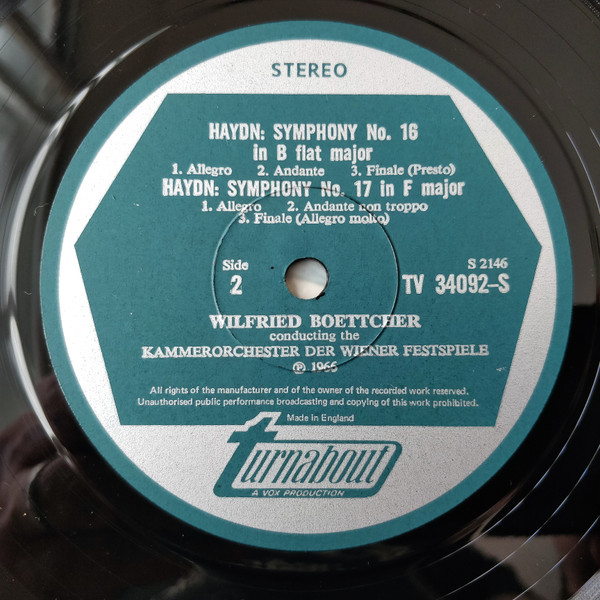 STEREO
HAYDN: SYMPHONY No. 16
in B flat major
1. Allegro 2. Andante 3. Finale (Presto)
HAYDN: SYMPHONY No. 17 in F major
1. Allegro 2. Andante non troppo
3. Finale (Allegro molto)
Side
2
S 2146
TV 34092-S
WILFRIED BOETTCHER
conducting the
KAMMERORCHESTER DER WIENER FESTSPIELE
℗ 1966
All rights of the manufacturer and of the owner of the recorded work reserved.
Unauthorised public performance broadcasting and copying of this work prohibited.
Made in England
turnabout
A VOX PRODUCTION